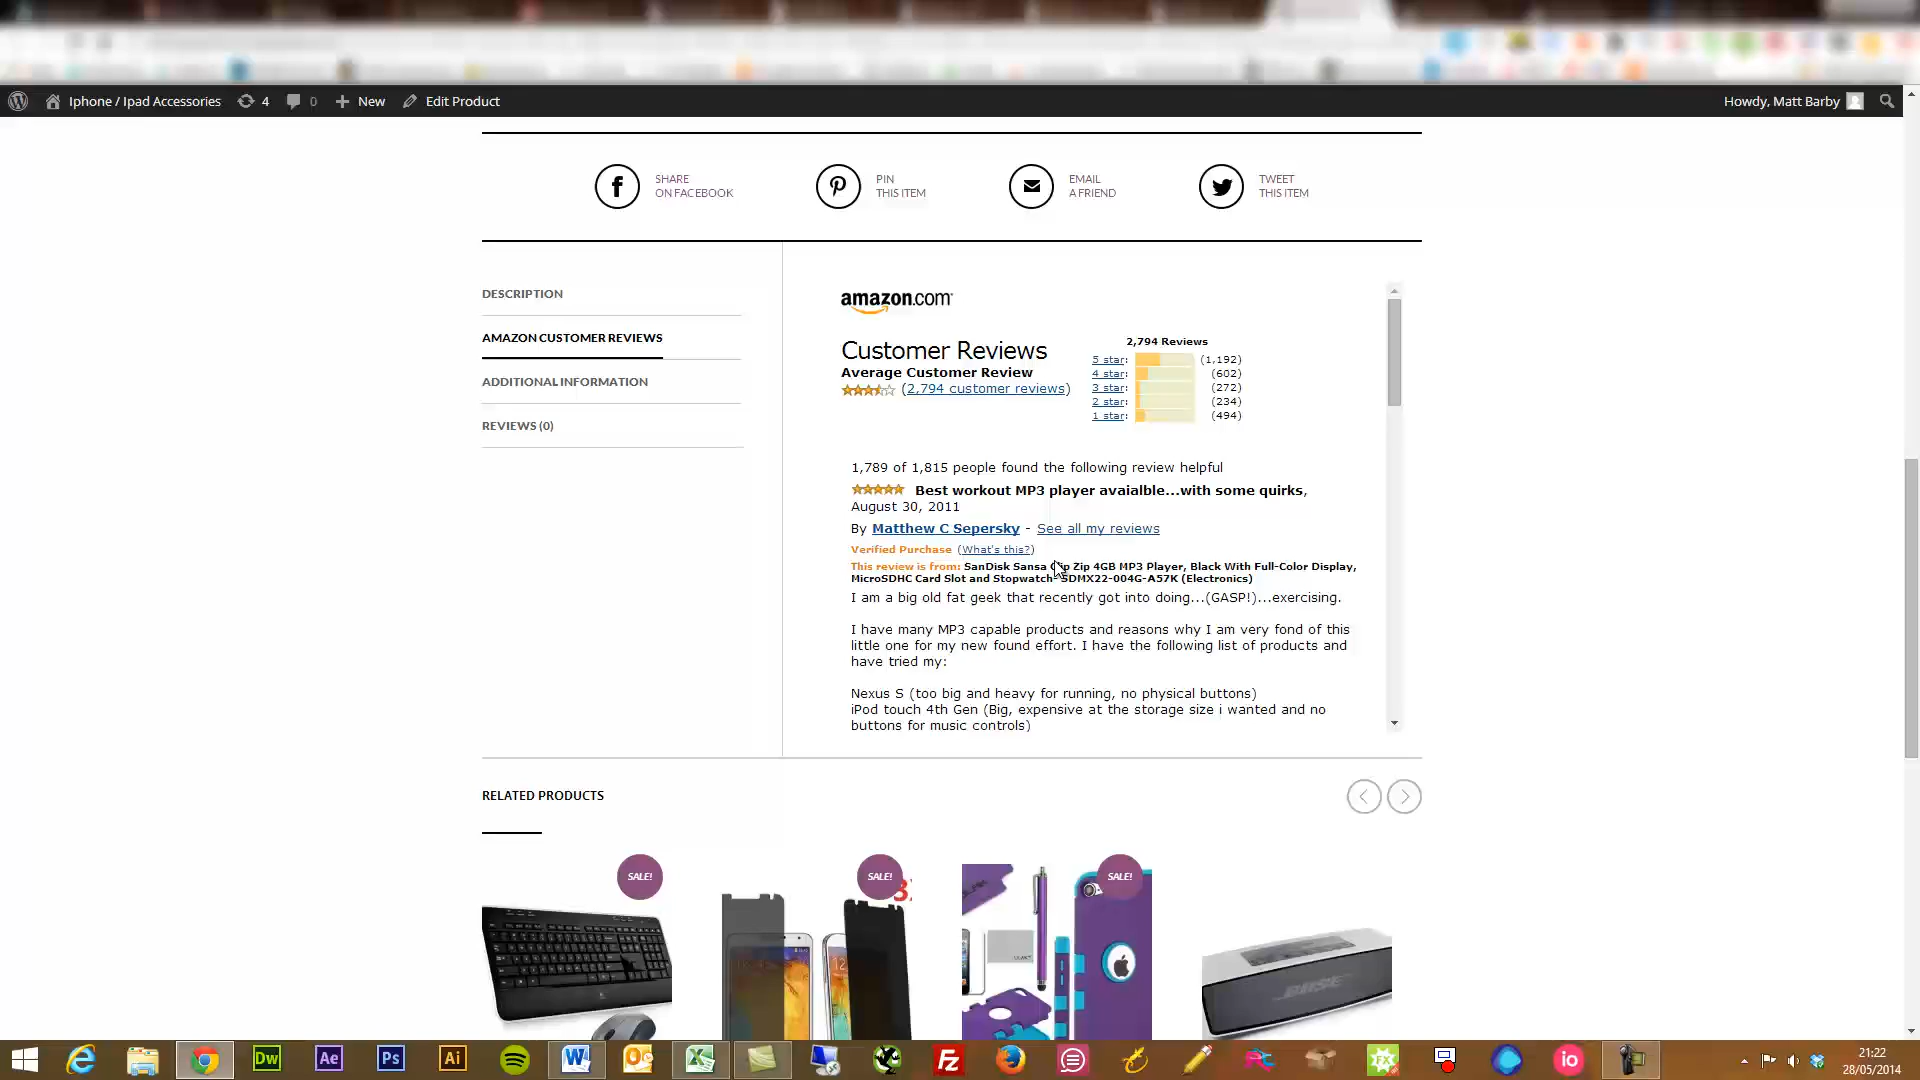 Iphone / Ipad Accessories 4 0 New Edit Product Howdy, Matt Barby
SHARE
ON FACEBOOK
PIN
THIS ITEM
EMAIL
A FRIEND
TWEET
THIS ITEM
DESCRIPTION
AMAZON CUSTOMER REVIEWS
ADDITIONAL INFORMATION
REVIEWS (0)
amazon.com
Customer Reviews
Average Customer Review
(2,794 customer reviews)
2,794 Reviews
5 star: (1,192)
4 star: (602)
3 star: (272)
2 star: (234)
1 star: (494)
1,789 of 1,815 people found the following review helpful
Best workout MP3 player avaialble...with some quirks,
August 30, 2011
By Matthew C Sepersky - See all my reviews
Verified Purchase (What's this?)
This review is from: SanDisk Sansa Clip Zip 4GB MP3 Player, Black With Full-Color Display,
MicroSDHC Card Slot and Stopwatch- SDMX22-004G-A57K (Electronics)
I am a big old fat geek that recently got into doing...(GASP!)...exercising.
I have many MP3 capable products and reasons why I am very fond of this
little one for my new found effort. I have the following list of products and
have tried my:
Nexus S (too big and heavy for running, no physical buttons)
iPod touch 4th Gen (Big, expensive at the storage size i wanted and no
buttons for music controls)
RELATED PRODUCTS
SALE!
SALE!
SALE!
BOSE
Dw Ae Ps Ai FZ FX io
21:22
28/05/2014